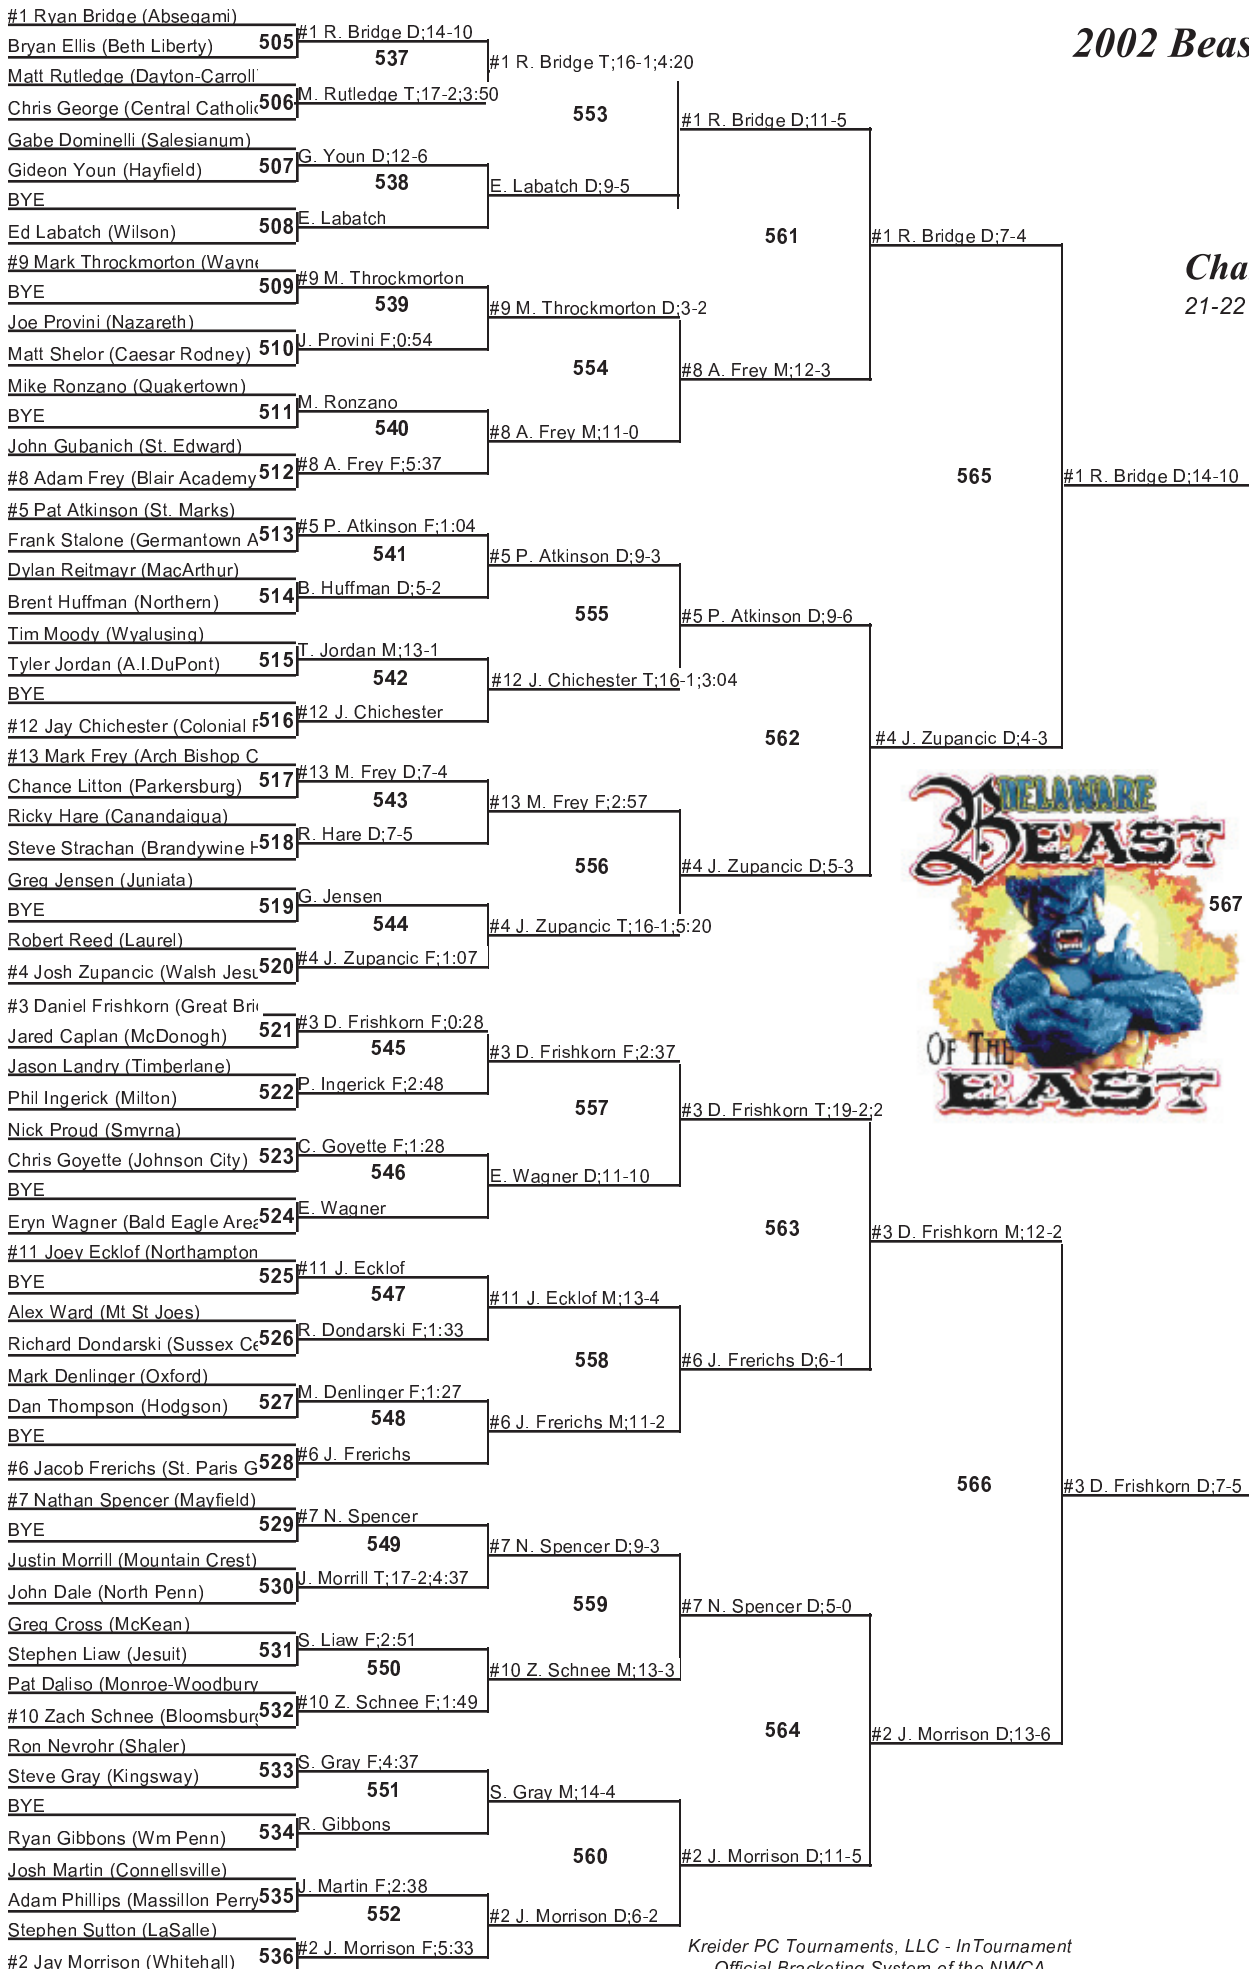 2002 Beas
Cha
21-22
#1 Ryan Bridge (Absegami)
Bryan Ellis (Beth Liberty)
505
Matt Rutledge (Dayton-Carroll
Chris George (Central Catholic
506
Gabe Dominelli (Salesianum)
Gideon Youn (Hayfield)
507
BYE
Ed Labatch (Wilson)
508
#9 Mark Throckmorton (Wayne
BYE
509
Joe Provini (Nazareth)
Matt Shelor (Caesar Rodney)
510
Mike Ronzano (Quakertown)
BYE
511
John Gubanich (St. Edward)
#8 Adam Frey (Blair Academy
512
#5 Pat Atkinson (St. Marks)
Frank Stalone (Germantown A
513
Dylan Reitmayr (MacArthur)
Brent Huffman (Northern)
514
Tim Moody (Wyalusing)
Tyler Jordan (A.I.DuPont)
515
BYE
#12 Jay Chichester (Colonial F
516
#13 Mark Frey (Arch Bishop C
Chance Litton (Parkersburg)
517
Ricky Hare (Canandaigua)
Steve Strachan (Brandywine H
518
Greg Jensen (Juniata)
BYE
519
Robert Reed (Laurel)
#4 Josh Zupancic (Walsh Jesu
520
#3 Daniel Frishkorn (Great Bri
Jared Caplan (McDonogh)
521
Jason Landry (Timberlane)
Phil Ingerick (Milton)
522
Nick Proud (Smyrna)
Chris Goyette (Johnson City)
523
BYE
Eryn Wagner (Bald Eagle Area
524
#11 Joey Ecklof (Northampton
BYE
525
Alex Ward (Mt St Joes)
Richard Dondarski (Sussex Ce
526
Mark Denlinger (Oxford)
Dan Thompson (Hodgson)
527
BYE
#6 Jacob Frerichs (St. Paris G
528
#7 Nathan Spencer (Mayfield)
BYE
529
Justin Morrill (Mountain Crest)
John Dale (North Penn)
530
Greg Cross (McKean)
Stephen Liaw (Jesuit)
531
Pat Daliso (Monroe-Woodbury
#10 Zach Schnee (Bloomsburg
532
Ron Nevrohr (Shaler)
Steve Gray (Kingsway)
533
BYE
Ryan Gibbons (Wm Penn)
534
Josh Martin (Connellsville)
Adam Phillips (Massillon Perry
535
Stephen Sutton (LaSalle)
#2 Jay Morrison (Whitehall)
536
#1 R. Bridge D;14-10
537
M. Rutledge T;17-2;3:50
G. Youn D;12-6
538
E. Labatch
#9 M. Throckmorton
539
J. Provini F;0:54
M. Ronzano
540
#8 A. Frey F;5:37
#5 P. Atkinson F;1:04
541
B. Huffman D;5-2
T. Jordan M;13-1
542
#12 J. Chichester
#13 M. Frey D;7-4
543
R. Hare D;7-5
G. Jensen
544
#4 J. Zupancic F;1:07
#3 D. Frishkorn F;0:28
545
P. Ingerick F;2:48
C. Goyette F;1:28
546
E. Wagner
#11 J. Ecklof
547
R. Dondarski F;1:33
M. Denlinger F;1:27
548
#6 J. Frerichs
#7 N. Spencer
549
J. Morrill T;17-2;4:37
S. Liaw F;2:51
550
#10 Z. Schnee F;1:49
S. Gray F;4:37
551
R. Gibbons
J. Martin F;2:38
552
#2 J. Morrison F;5:33
#1 R. Bridge T;16-1;4:20
553
E. Labatch D;9-5
#9 M. Throckmorton D;3-2
554
#8 A. Frey M;11-0
#5 P. Atkinson D;9-3
555
#12 J. Chichester T;16-1;3:04
#13 M. Frey F;2:57
556
#4 J. Zupancic T;16-1;5:20
#3 D. Frishkorn F;2:37
557
E. Wagner D;11-10
#11 J. Ecklof M;13-4
558
#6 J. Frerichs M;11-2
#7 N. Spencer D;9-3
559
#10 Z. Schnee M;13-3
S. Gray M;14-4
560
#2 J. Morrison D;6-2
#1 R. Bridge D;11-5
561
#8 A. Frey M;12-3
#5 P. Atkinson D;9-6
562
#4 J. Zupancic D;5-3
#3 D. Frishkorn T;19-2;2
563
#6 J. Frerichs D;6-1
#7 N. Spencer D;5-0
564
#2 J. Morrison D;11-5
#1 R. Bridge D;7-4
565
#4 J. Zupancic D;4-3
#3 D. Frishkorn M;12-2
566
#2 J. Morrison D;13-6
#1 R. Bridge D;14-10
567
#3 D. Frishkorn D;7-5
DELAWARE
BEAST
OF THE
EAST
Kreider PC Tournaments, LLC - InTournament
Official Bracketing System of the NWCA